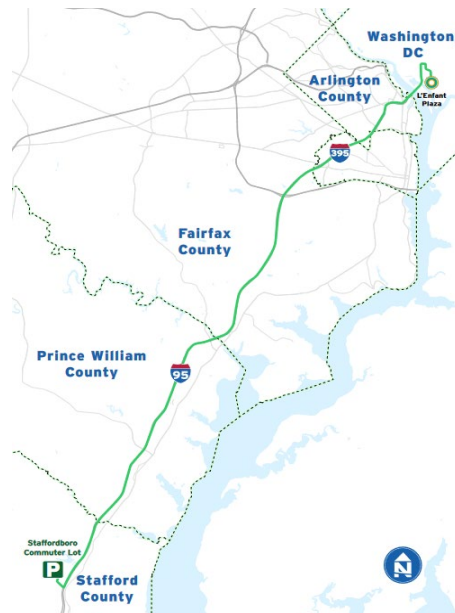 Washington
DC
L'Enfant
Plaza
Arlington
County
395
Fairfax
County
Prince William
County
95
Staffordboro
Commuter Lot
P
Stafford
County
N